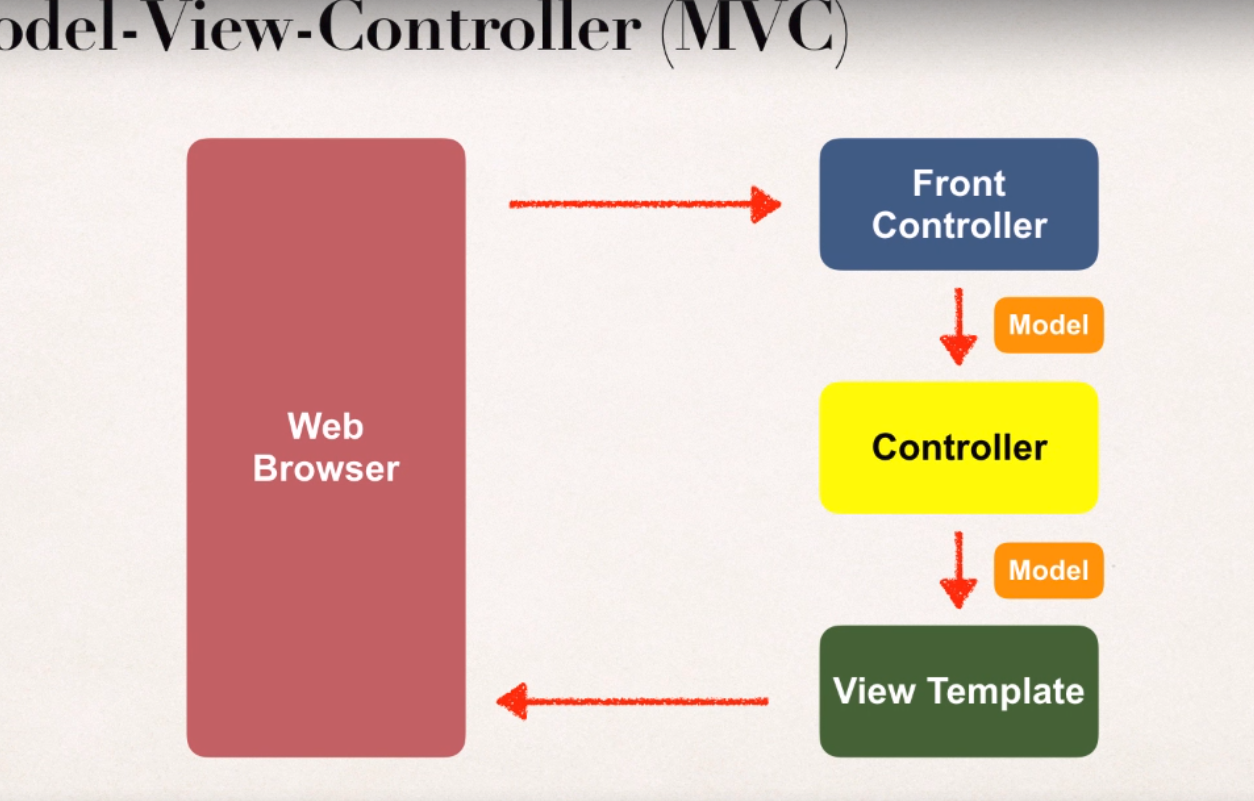 odel-View-Controller (MVC)
Front
Controller
Model
Web
Browser
Controller
Model
View Template